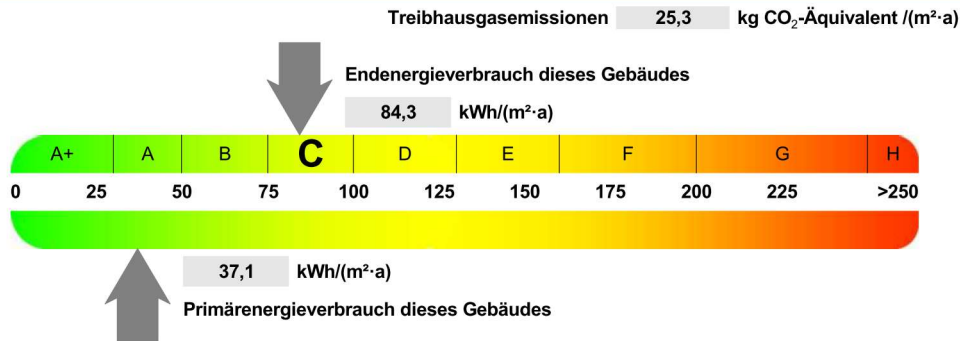 Treibhausgasemissionen 25,3 kg CO₂-Äquivalent /(m²·a)
Endenergieverbrauch dieses Gebäudes
84,3 kWh/(m²·a)
A+ A B C D E F G H
0 25 50 75 100 125 150 175 200 225 >250
37,1 kWh/(m²·a)
Primärenergieverbrauch dieses Gebäudes